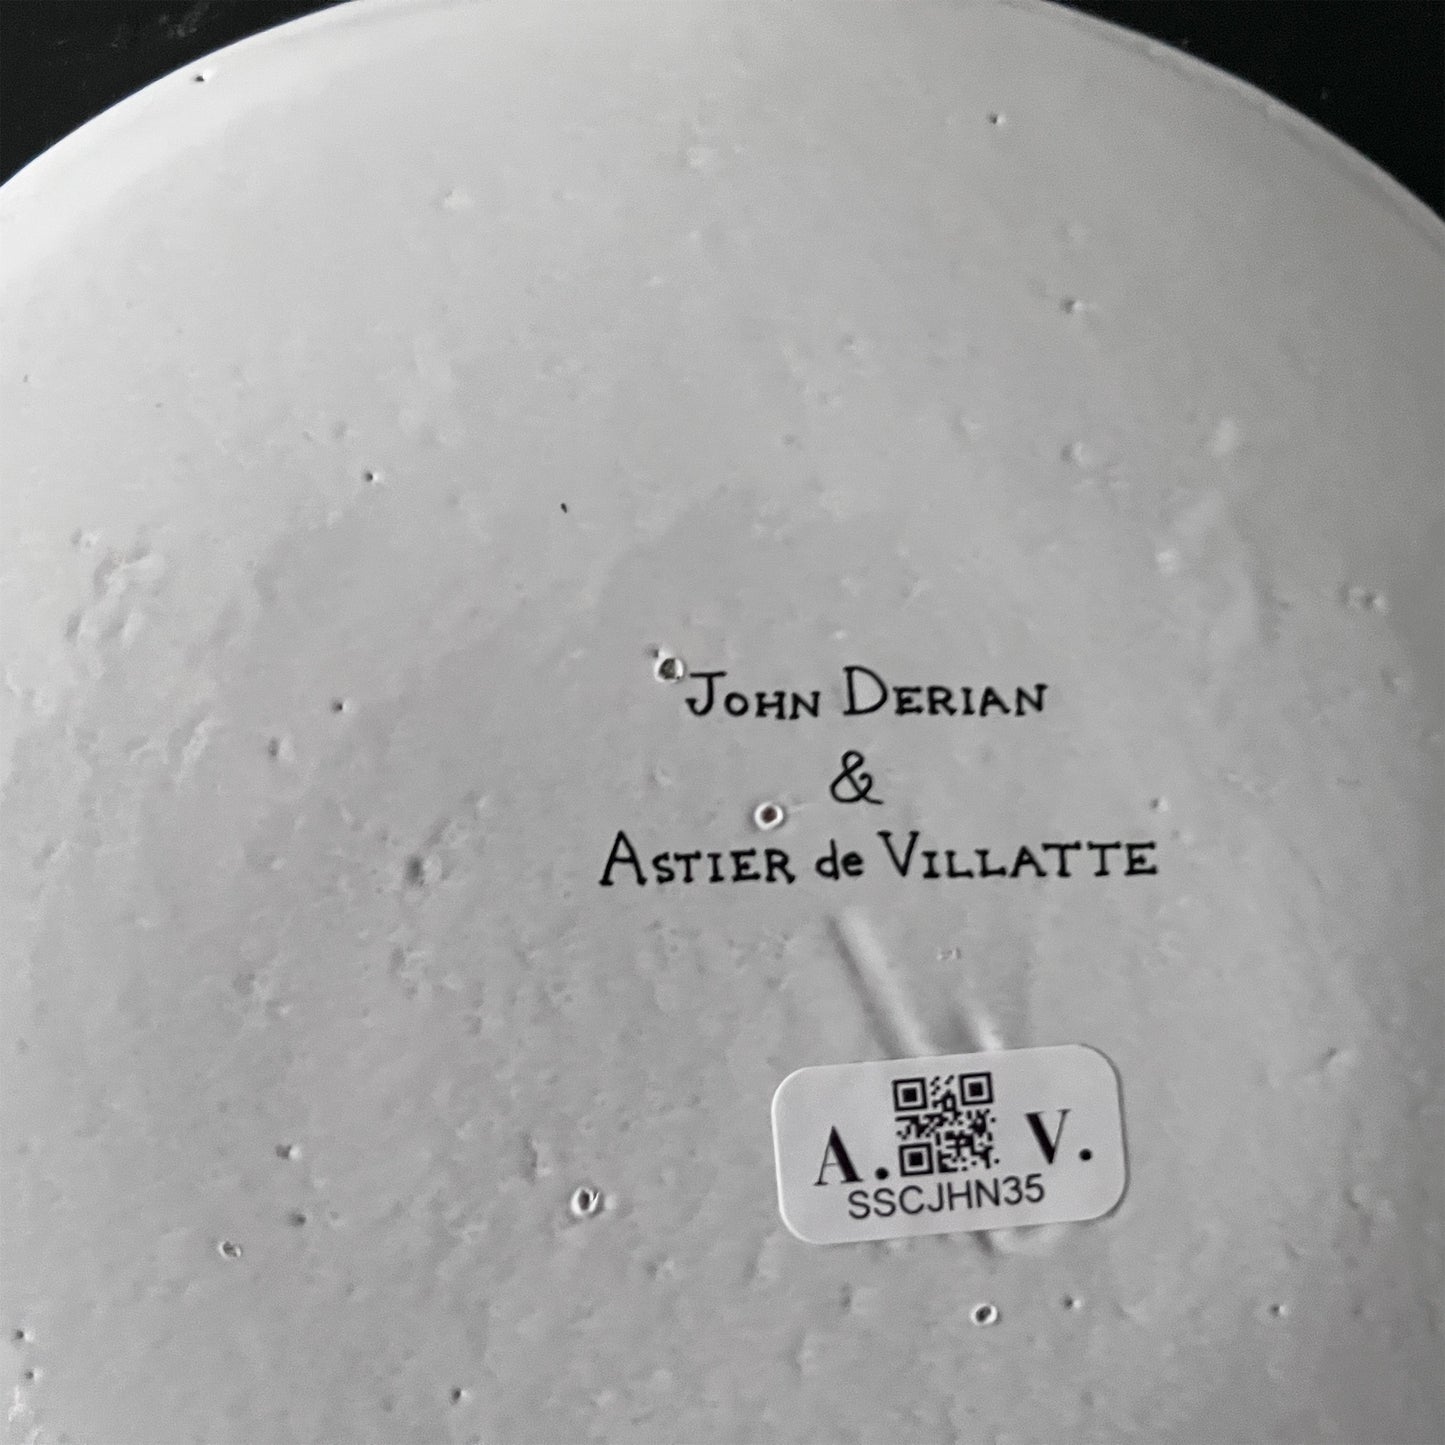 JOHN DERIAN
&
ASTIER de VILLATTE
A. V.
SSCJHN35